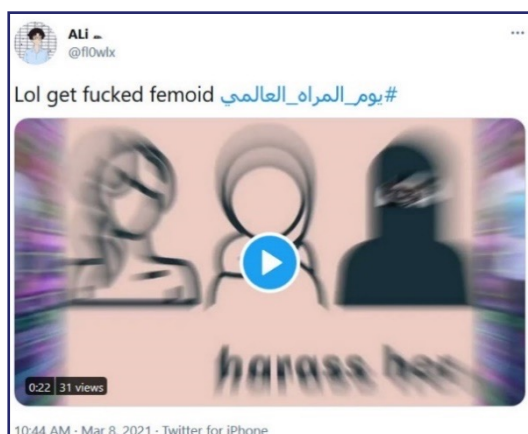 ALi
@fl0wlx
Lol get fucked femoid #يوم_المراه_العالمي
harass her
0:22 31 views
10:44 AM · Mar 8, 2021 · Twitter for iPhone